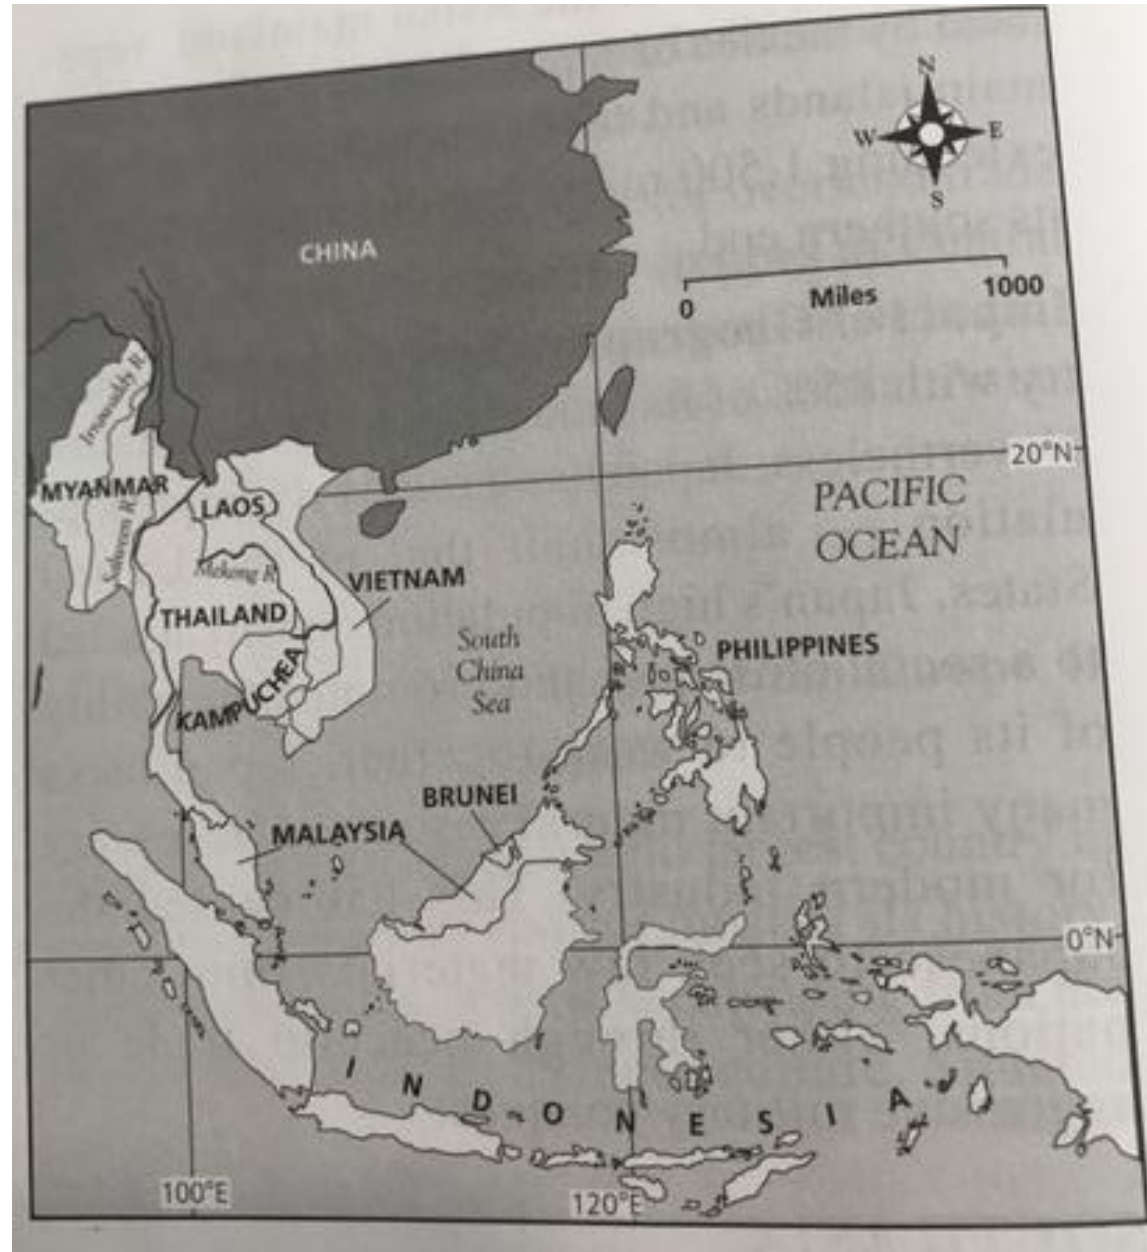 N
W E
S
CHINA
0 Miles 1000
Irrawaddy R.
20°N
MYANMAR
LAOS
PACIFIC
OCEAN
Salween R.
Mekong R.
VIETNAM
THAILAND
South
China
Sea
PHILIPPINES
KAMPUCHEA
BRUNEI
MALAYSIA
0°N
INDONESIA
100°E
120°E